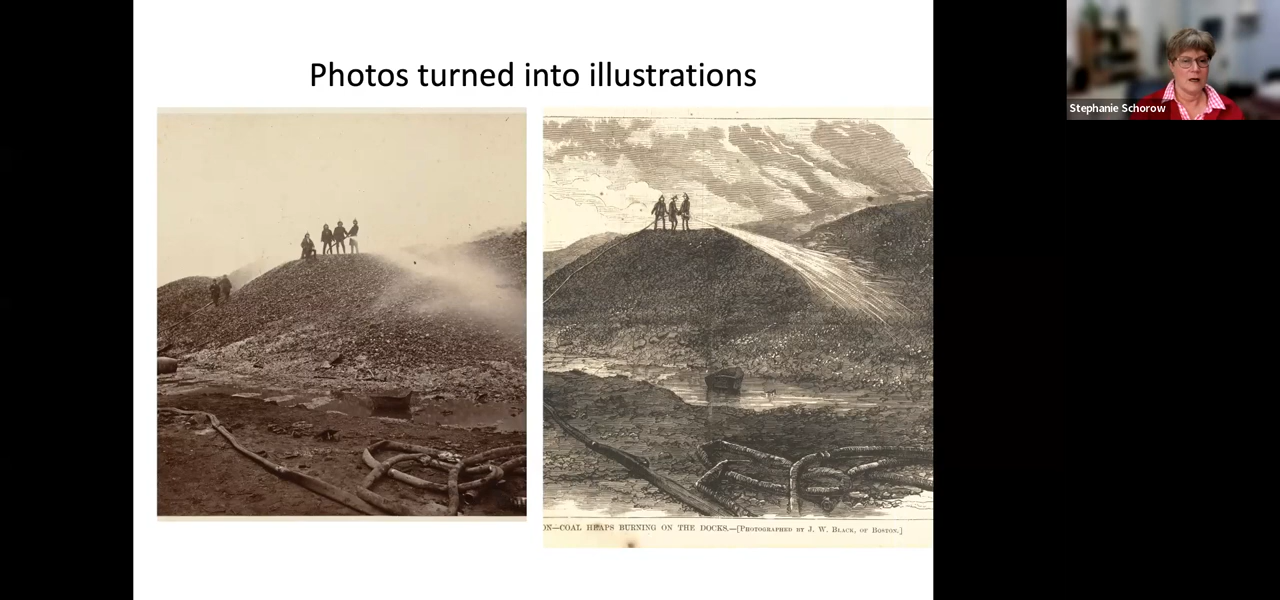 Photos turned into illustrations
Stephanie Schorow
ON—COAL HEAPS BURNING ON THE DOCKS.—[PHOTOGRAPHED BY J. W. BLACK, OF BOSTON.]